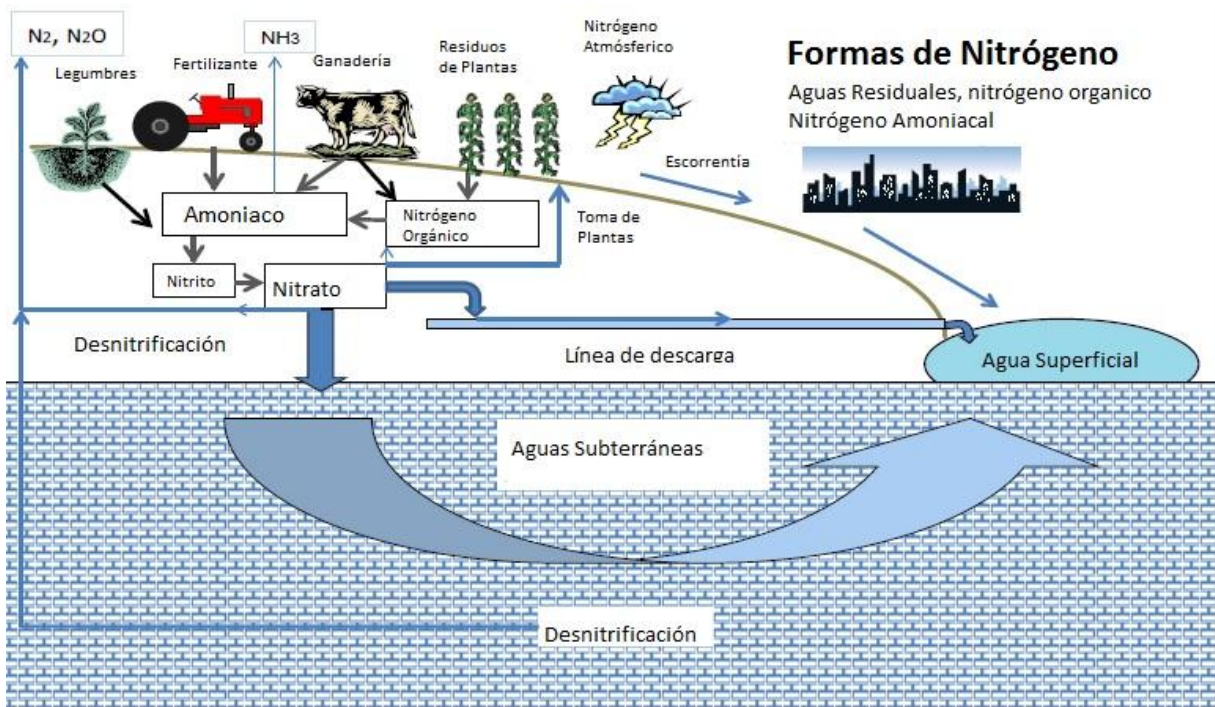 N2, N2O
NH3
Legumbres
Fertilizante
Ganadería
Residuos
de Plantas
Nitrógeno
Atmósferico
Formas de Nitrógeno
Aguas Residuales, nitrógeno organico
Nitrógeno Amoniacal
Escorrentía
Amoniaco
Nitrógeno
Orgánico
Toma de
Plantas
Nitrito
Nitrato
Desnitrificación
Línea de descarga
Agua Superficial
Aguas Subterráneas
Desnitrificación